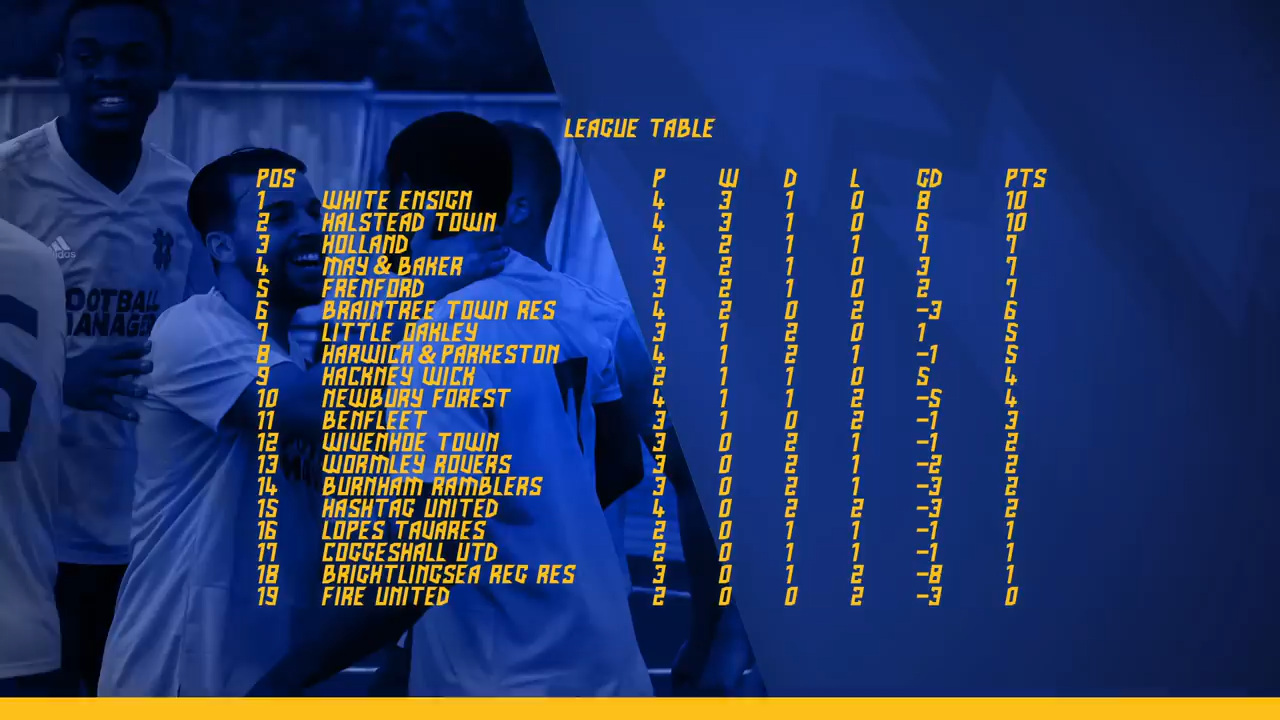 LEAGUE TABLE
POS P W D L GD PTS
1 WHITE ENSIGN 4 3 1 0 8 10
2 HALSTEAD TOWN 4 3 1 0 6 10
3 HOLLAND 4 2 1 1 7 7
4 MAY & BAKER 3 2 1 0 3 7
5 FRENFORD 3 2 1 0 2 7
6 BRAINTREE TOWN RES 4 2 0 2 -3 6
7 LITTLE OAKLEY 3 1 2 0 1 5
8 HARWICH & PARKESTON 4 1 2 1 -1 5
9 HACKNEY WICK 2 1 1 0 5 4
10 NEWBURY FOREST 4 1 1 2 -5 4
11 BENFLEET 3 1 0 2 -1 3
12 WIVENHOE TOWN 3 0 2 1 -1 2
13 WORMLEY ROVERS 3 0 2 1 -2 2
14 BURNHAM RAMBLERS 3 0 2 1 -3 2
15 HASHTAG UNITED 4 0 2 2 -3 2
16 LOPES TAVARES 2 0 1 1 -1 1
17 COGGESHALL UTD 2 0 1 1 -1 1
18 BRIGHTLINGSEA REG RES 3 0 1 2 -8 1
19 FIRE UNITED 2 0 0 2 -3 0
adidas